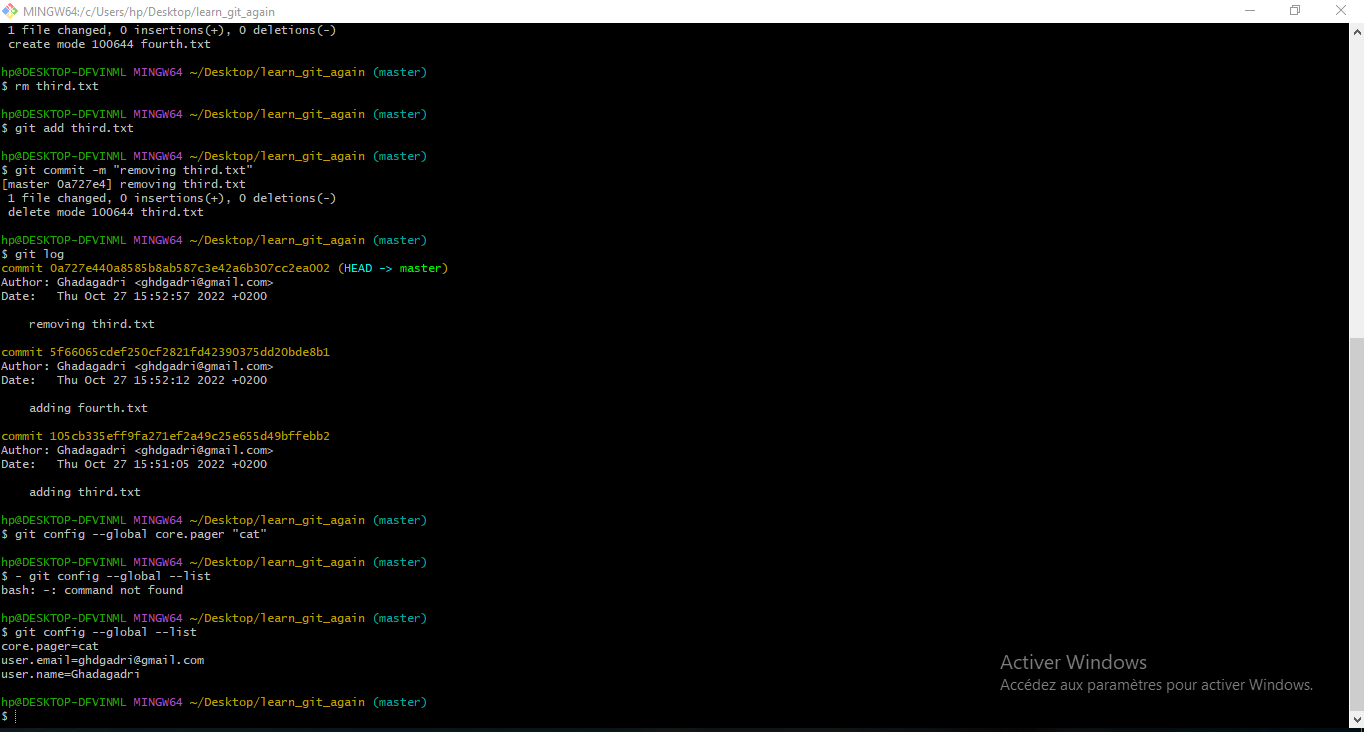 MINGW64:/c/Users/hp/Desktop/learn_git_again
1 file changed, 0 insertions(+), 0 deletions(-)
create mode 100644 fourth.txt
hp@DESKTOP-DFVINML MINGW64 ~/Desktop/learn_git_again (master)
$ rm third.txt
hp@DESKTOP-DFVINML MINGW64 ~/Desktop/learn_git_again (master)
$ git add third.txt
hp@DESKTOP-DFVINML MINGW64 ~/Desktop/learn_git_again (master)
$ git commit -m "removing third.txt"
[master 0a727e4] removing third.txt
1 file changed, 0 insertions(+), 0 deletions(-)
delete mode 100644 third.txt
hp@DESKTOP-DFVINML MINGW64 ~/Desktop/learn_git_again (master)
$ git log
commit 0a727e440a8585b8ab587c3e42a6b307cc2ea002 (HEAD -> master)
Author: Ghadagadri <ghdgadri@gmail.com>
Date:   Thu Oct 27 15:52:57 2022 +0200
removing third.txt
commit 5f66065cdef250cf2821fd42390375dd20bde8b1
Author: Ghadagadri <ghdgadri@gmail.com>
Date:   Thu Oct 27 15:52:12 2022 +0200
adding fourth.txt
commit 105cb335eff9fa271ef2a49c25e655d49bffebb2
Author: Ghadagadri <ghdgadri@gmail.com>
Date:   Thu Oct 27 15:51:05 2022 +0200
adding third.txt
hp@DESKTOP-DFVINML MINGW64 ~/Desktop/learn_git_again (master)
$ git config --global core.pager "cat"
hp@DESKTOP-DFVINML MINGW64 ~/Desktop/learn_git_again (master)
$ - git config --global --list
bash: -: command not found
hp@DESKTOP-DFVINML MINGW64 ~/Desktop/learn_git_again (master)
$ git config --global --list
core.pager=cat
user.email=ghdgadri@gmail.com
user.name=Ghadagadri
hp@DESKTOP-DFVINML MINGW64 ~/Desktop/learn_git_again (master)
$
Activer Windows
Accédez aux paramètres pour activer Windows.